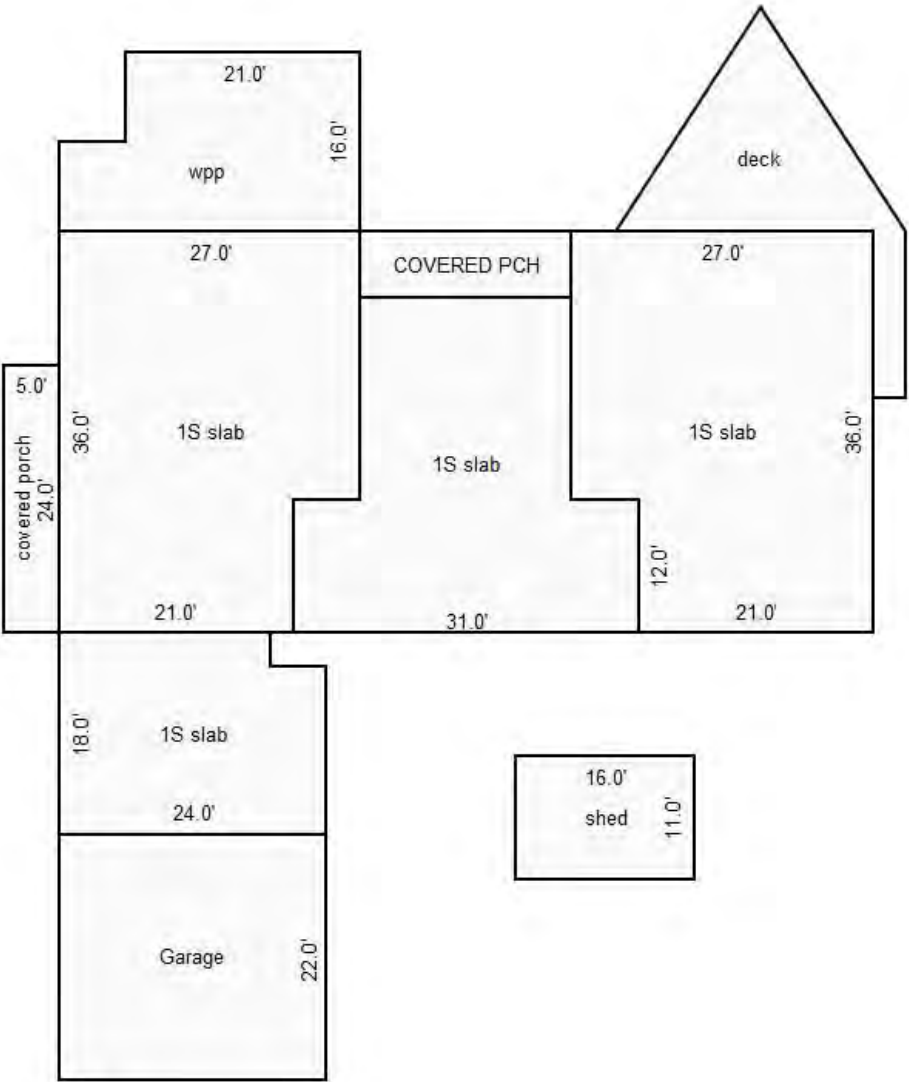 21.0'
16.0'
wpp
deck
27.0'
COVERED PCH
27.0'
5.0'
covered porch
24.0'
36.0'
1S slab
1S slab
1S slab
36.0'
12.0'
21.0'
31.0'
21.0'
18.0'
1S slab
24.0'
16.0'
shed
11.0'
Garage
22.0'